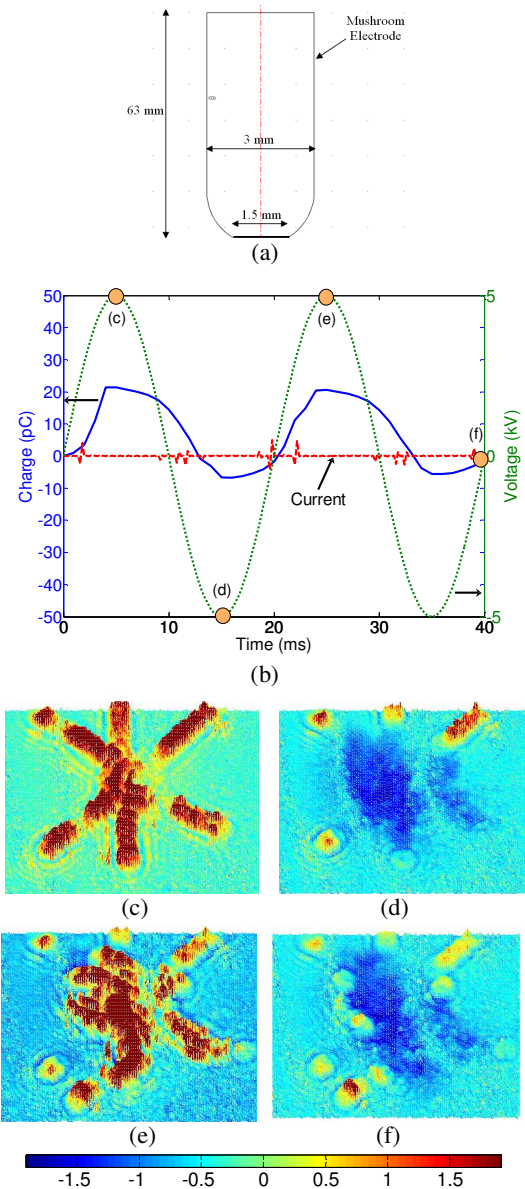 Mushroom
Electrode
63 mm
3 mm
1.5 mm
(a)
50
40
30
20
10
0
-10
-20
-30
-40
-50
Charge (pC)
5
0
-5
Voltage (kV)
(c)
(e)
(f)
(d)
Current
0
10
20
30
40
Time (ms)
(b)
(c)
(d)
(e)
(f)
-1.5
-1
-0.5
0
0.5
1
1.5